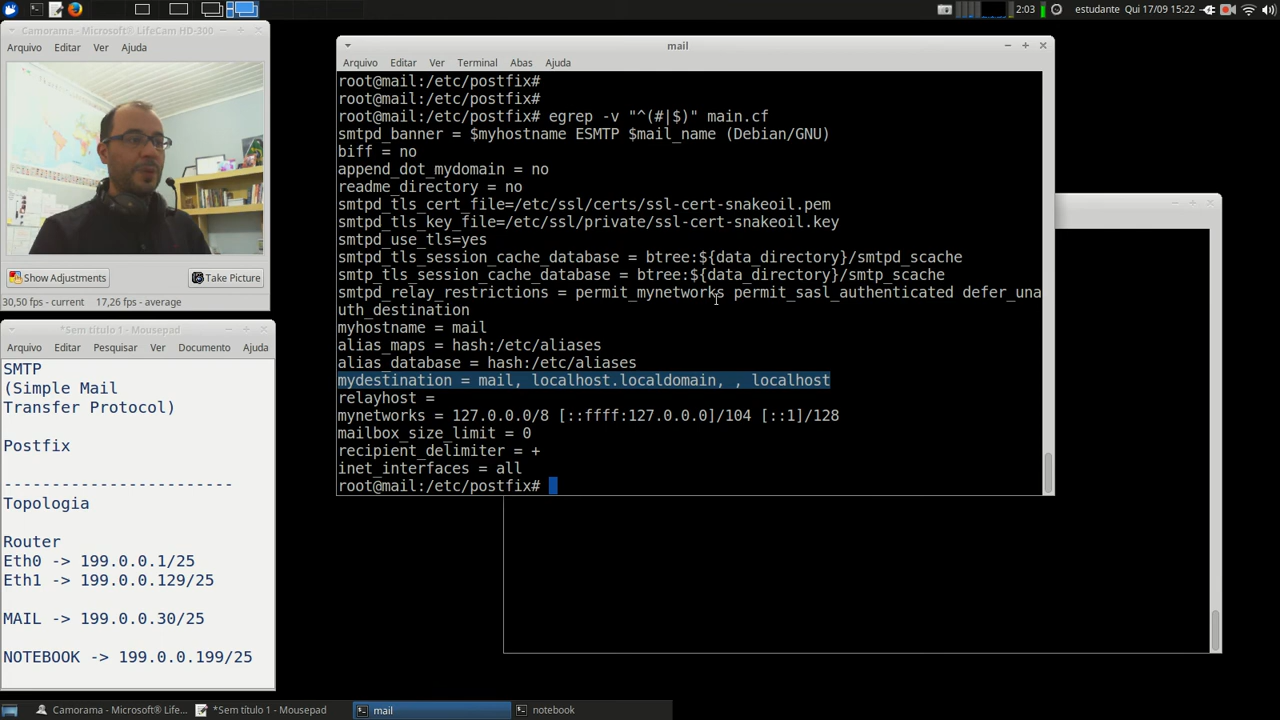 2:03
estudante
Qui 17/09 15:22
Camorama - Microsoft® LifeCam HD-300
Arquivo Editar Ver Ajuda
Show Adjustments
Take Picture
30,50 fps - current 17,26 fps - average
*Sem título 1 - Mousepad
Arquivo Editar Pesquisar Ver Documento Ajuda
SMTP
(Simple Mail
Transfer Protocol)
Postfix
------------------------
Topologia
Router
Eth0 -> 199.0.0.1/25
Eth1 -> 199.0.0.129/25
MAIL -> 199.0.0.30/25
NOTEBOOK -> 199.0.0.199/25
mail
Arquivo Editar Ver Terminal Abas Ajuda
root@mail:/etc/postfix#
root@mail:/etc/postfix#
root@mail:/etc/postfix# egrep -v "^(#|$)" main.cf
smtpd_banner = $myhostname ESMTP $mail_name (Debian/GNU)
biff = no
append_dot_mydomain = no
readme_directory = no
smtpd_tls_cert_file=/etc/ssl/certs/ssl-cert-snakeoil.pem
smtpd_tls_key_file=/etc/ssl/private/ssl-cert-snakeoil.key
smtpd_use_tls=yes
smtpd_tls_session_cache_database = btree:${data_directory}/smtpd_scache
smtp_tls_session_cache_database = btree:${data_directory}/smtp_scache
smtpd_relay_restrictions = permit_mynetworks permit_sasl_authenticated defer_una
uth_destination
myhostname = mail
alias_maps = hash:/etc/aliases
alias_database = hash:/etc/aliases
mydestination = mail, localhost.localdomain, , localhost
relayhost =
mynetworks = 127.0.0.0/8 [::ffff:127.0.0.0]/104 [::1]/128
mailbox_size_limit = 0
recipient_delimiter = +
inet_interfaces = all
root@mail:/etc/postfix#
Camorama - Microsoft® Life...
*Sem título 1 - Mousepad
mail
notebook